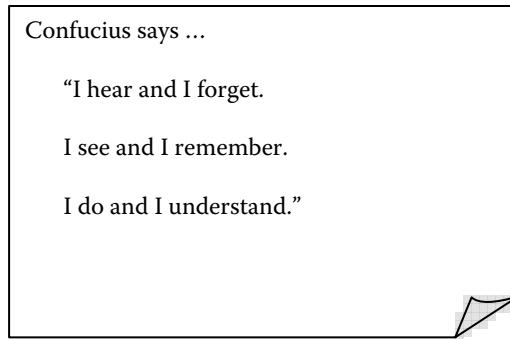 Confucius says …
“I hear and I forget.
I see and I remember.
I do and I understand.”